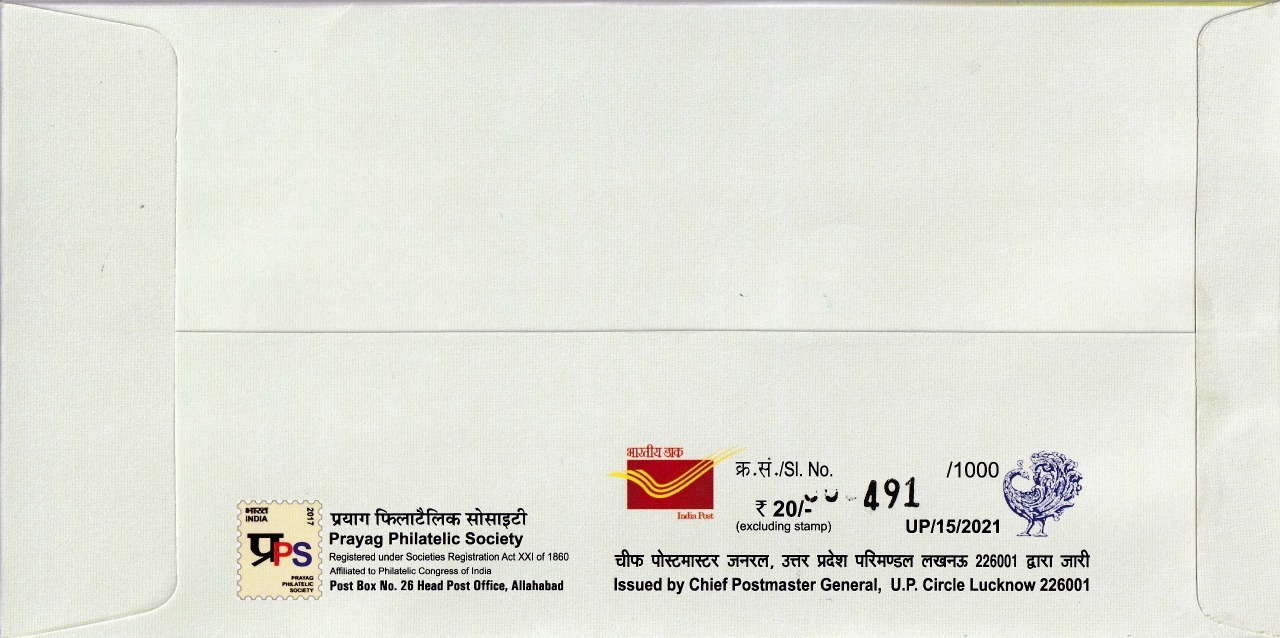 भारत
INDIA
2017
प्रPS
PRAYAG
PHILATELIC
SOCIETY
प्रयाग फिलाटैलिक सोसाइटी
Prayag Philatelic Society
Registered under Societies Registration Act XXI of 1860
Affiliated to Philatelic Congress of India
Post Box No. 26 Head Post Office, Allahabad
भारतीय डाक
India Post
क्र.सं./Sl. No. 491 /1000
₹ 20/-
(excluding stamp)
UP/15/2021
चीफ पोस्टमास्टर जनरल, उत्तर प्रदेश परिमण्डल लखनऊ 226001 द्वारा जारी
Issued by Chief Postmaster General, U.P. Circle Lucknow 226001